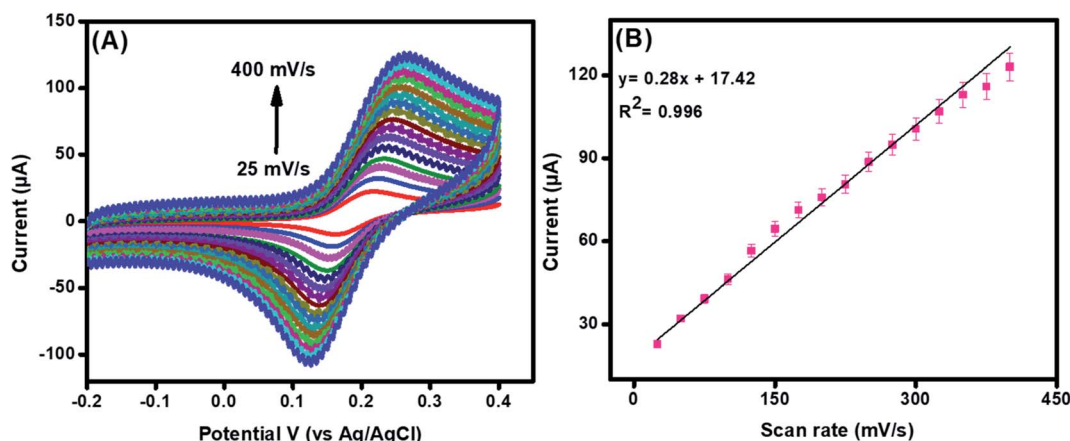 (A)
150
100
50
0
-50
-100
Current (µA)
400 mV/s
25 mV/s
-0.2 -0.1 0.0 0.1 0.2 0.3 0.4
Potential V (vs Ag/AgCl)
(B)
y= 0.28x + 17.42
R²= 0.996
120
90
60
30
Current (µA)
0 150 300 450
Scan rate (mV/s)